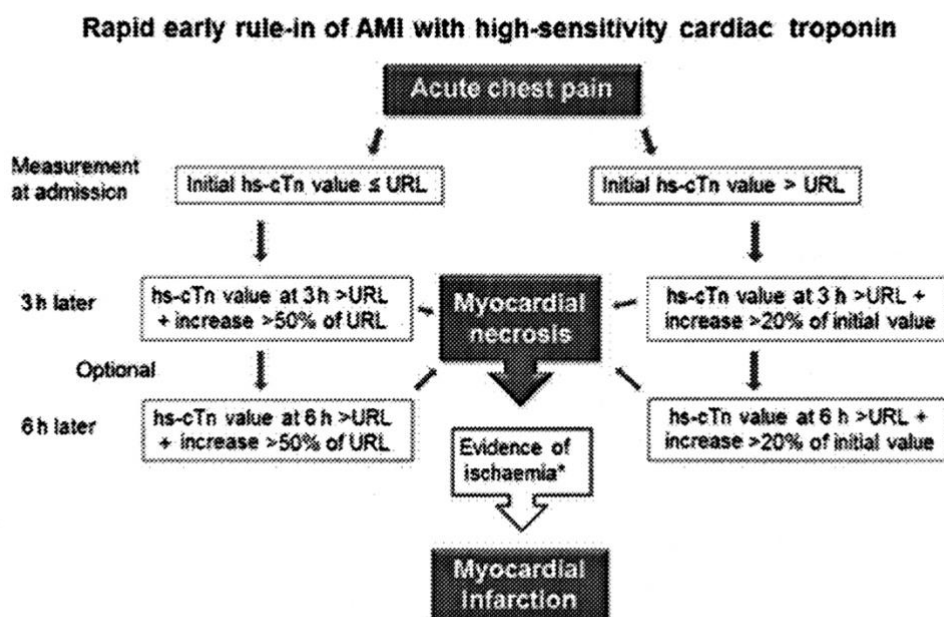 Rapid early rule-in of AMI with high-sensitivity cardiac troponin
Acute chest pain
Measurement
at admission
Initial hs-cTn value ≤ URL
Initial hs-cTn value > URL
3 h later
hs-cTn value at 3 h >URL
+ increase >50% of URL
Myocardial
necrosis
hs-cTn value at 3 h >URL +
increase >20% of initial value
Optional
6 h later
hs-cTn value at 6 h >URL
+ increase >50% of URL
hs-cTn value at 6 h >URL +
increase >20% of initial value
Evidence of
ischaemia*
Myocardial
Infarction